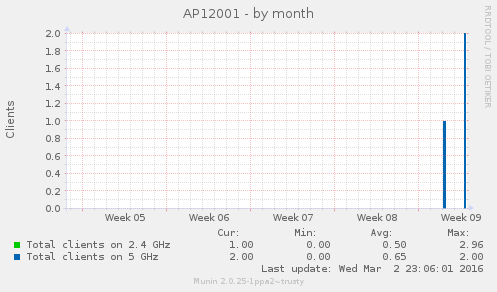 AP12001 - by month
RRDTOOL / TOBI OETIKER
Clients
2.0
1.8
1.6
1.4
1.2
1.0
0.8
0.6
0.4
0.2
0.0
Week 05 Week 06 Week 07 Week 08 Week 09
Cur: Min: Avg: Max:
Total clients on 2.4 GHz 1.00 0.00 0.50 2.96
Total clients on 5 GHz 2.00 0.00 0.65 2.00
Last update: Wed Mar 2 23:06:01 2016
Munin 2.0.25-1ppa2~trusty